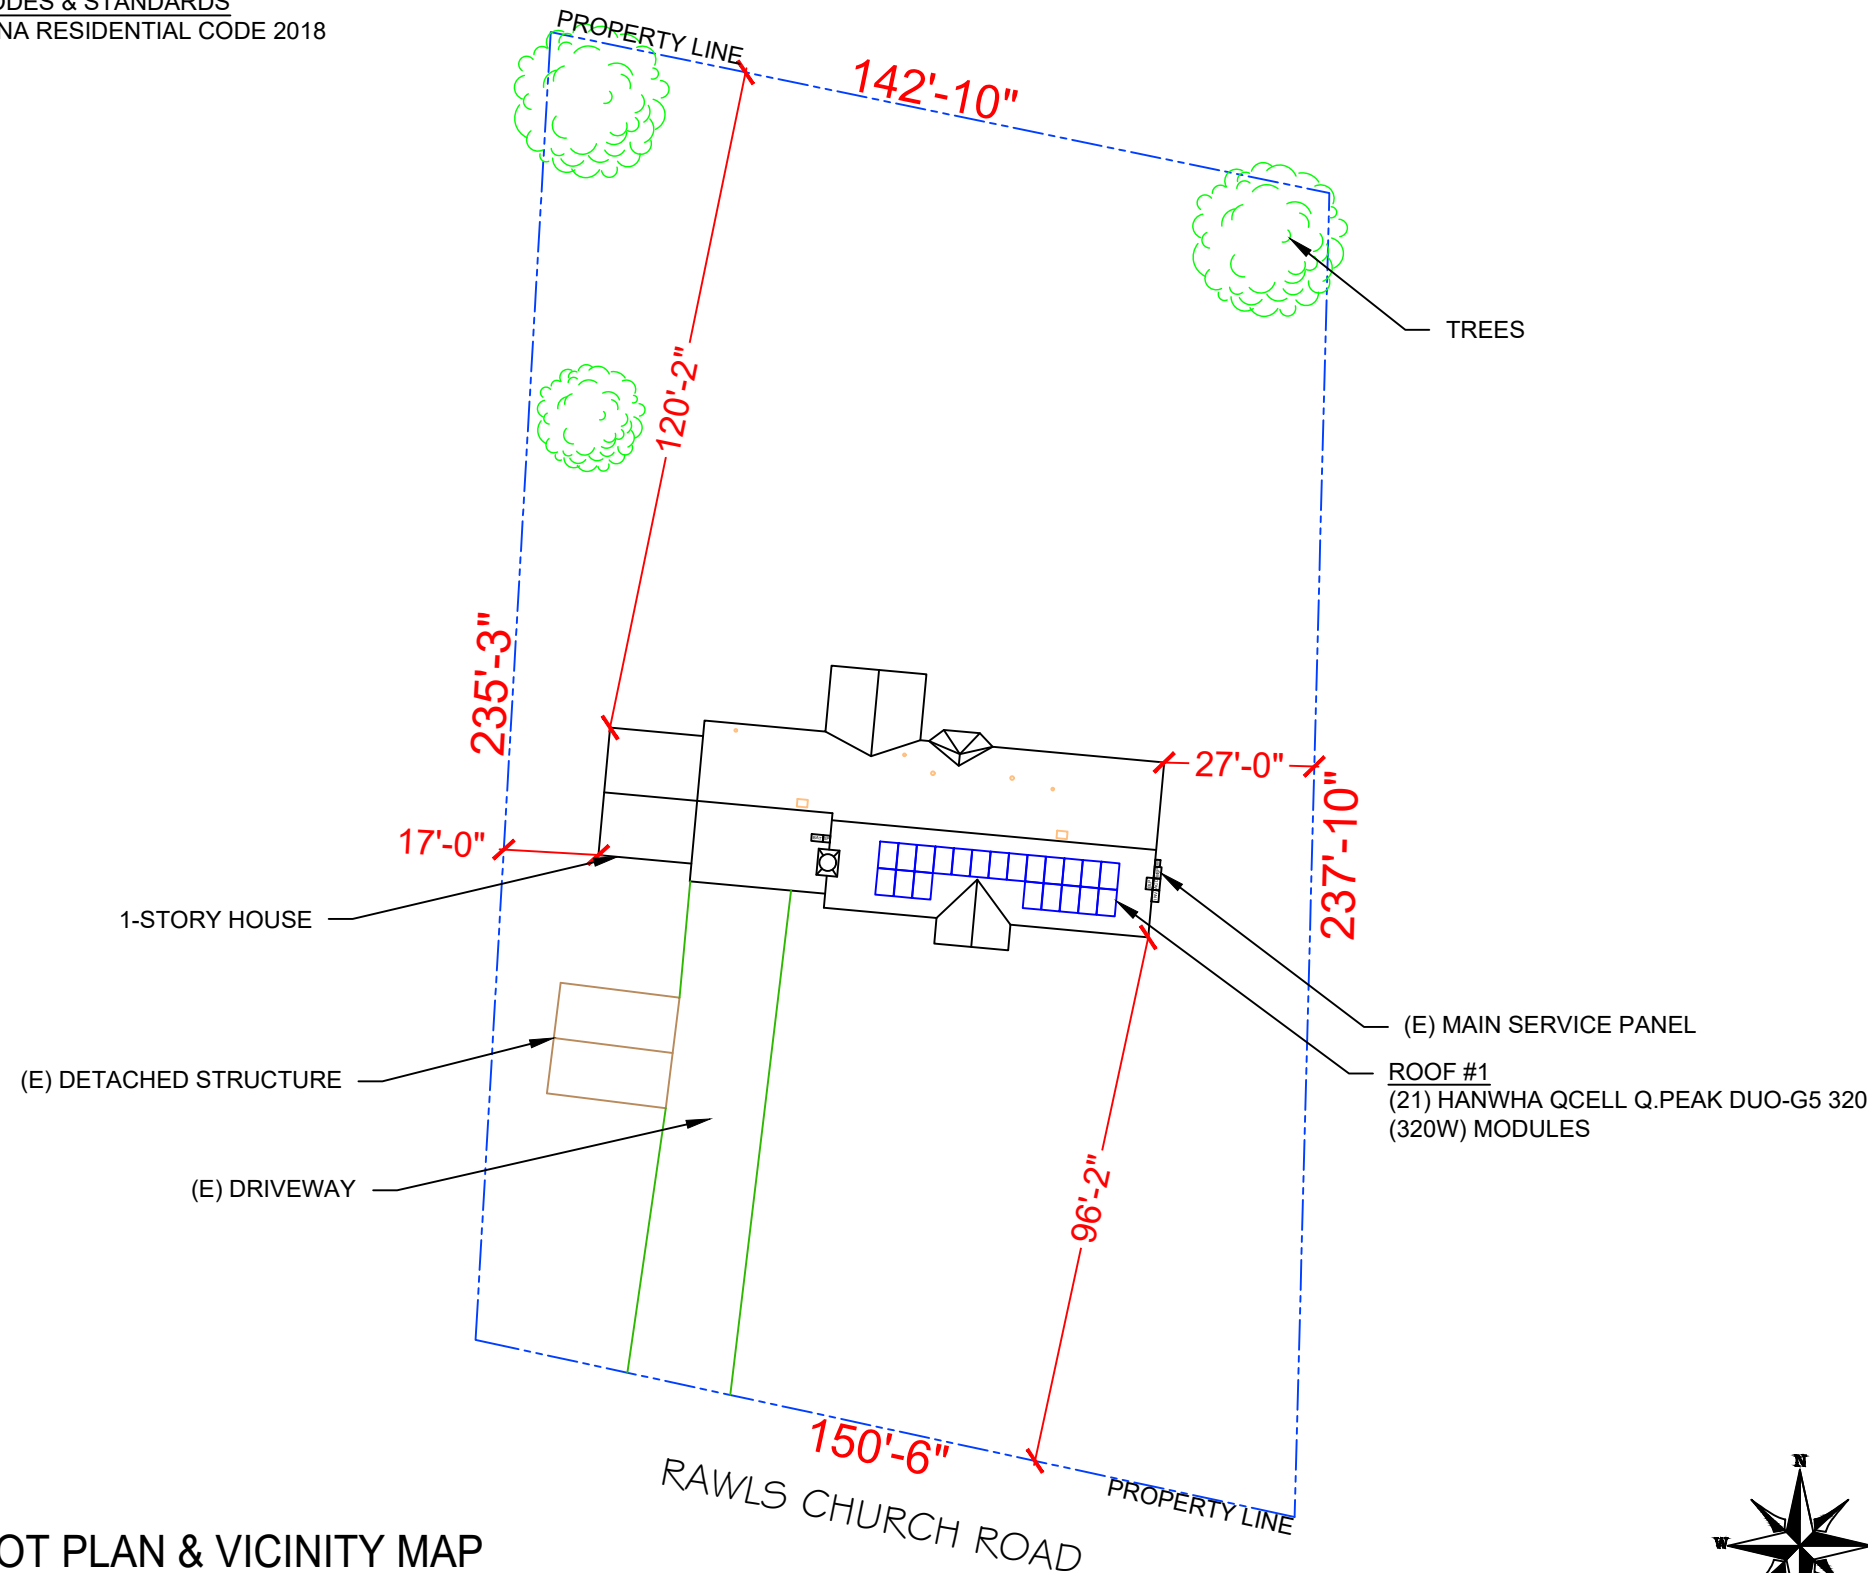 ODES & STANDARDS
NA RESIDENTIAL CODE 2018
PROPERTY LINE
142'-10"
TREES
120'-2"
235'-3"
27'-0"
237'-10"
17'-0"
1-STORY HOUSE
(E) MAIN SERVICE PANEL
ROOF #1
(21) HANWHA QCELL Q.PEAK DUO-G5 320
(320W) MODULES
(E) DETACHED STRUCTURE
(E) DRIVEWAY
96'-2"
150'-6"
PROPERTY LINE
RAWLS CHURCH ROAD
OT PLAN & VICINITY MAP
N
W